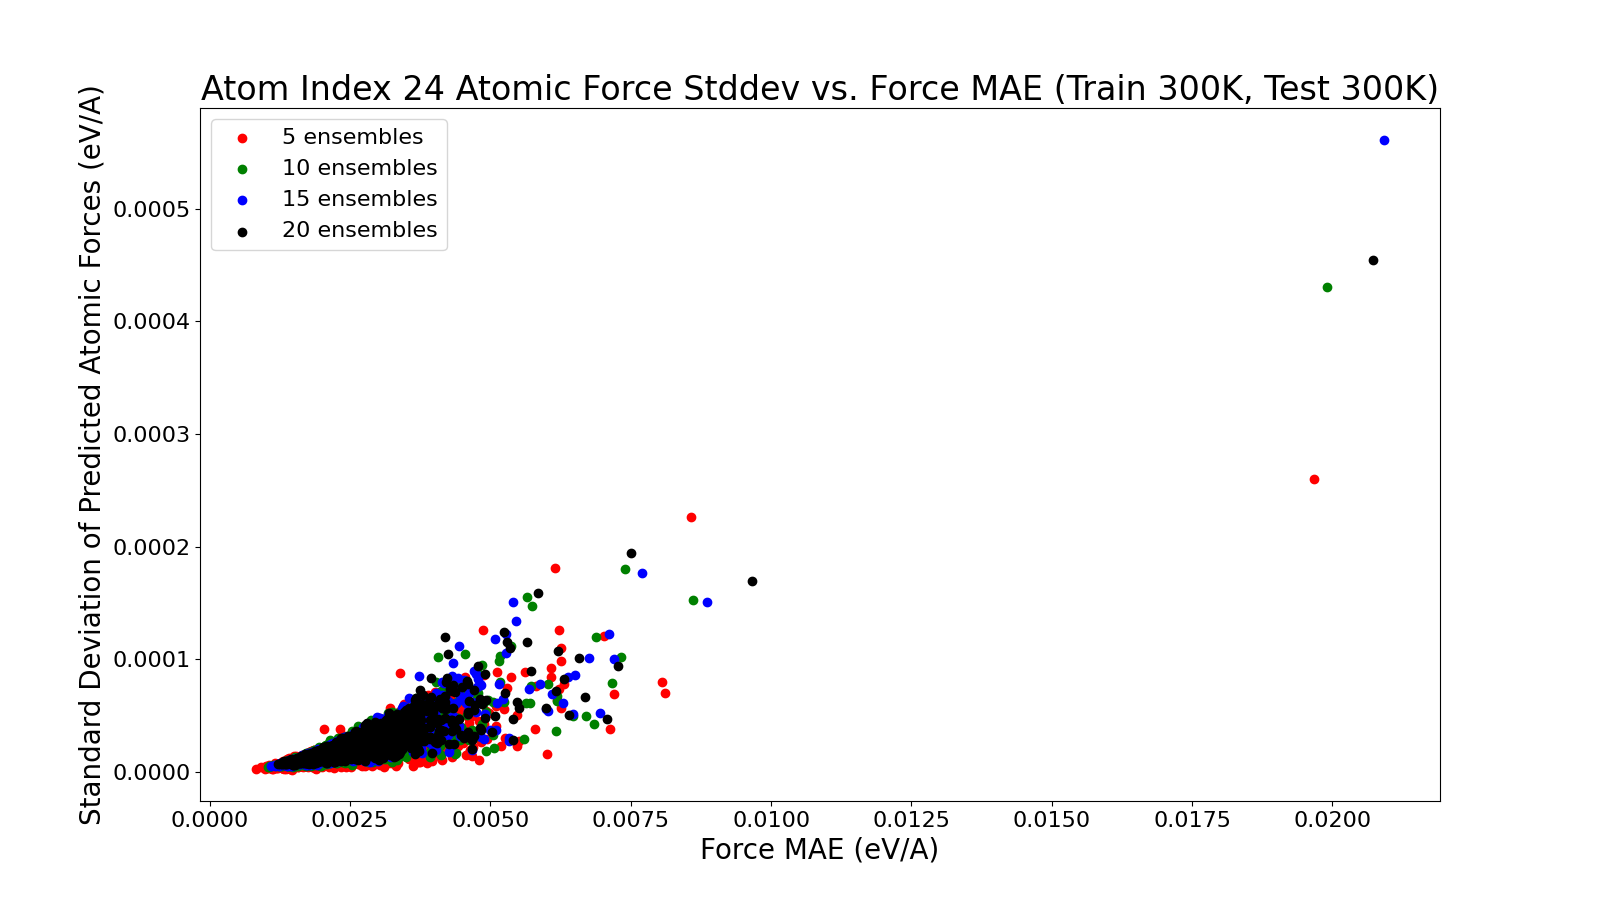 Atom Index 24 Atomic Force Stddev vs. Force MAE (Train 300K, Test 300K)
5 ensembles
10 ensembles
15 ensembles
20 ensembles
Standard Deviation of Predicted Atomic Forces (eV/A)
0.0005
0.0004
0.0003
0.0002
0.0001
0.0000
0.0000 0.0025 0.0050 0.0075 0.0100 0.0125 0.0150 0.0175 0.0200
Force MAE (eV/A)